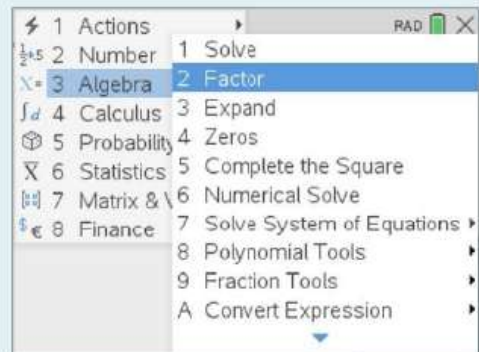 1 Actions
2 Number
3 Algebra
4 Calculus
5 Probability
6 Statistics
7 Matrix &
8 Finance
RAD
1 Solve
2 Factor
3 Expand
4 Zeros
5 Complete the Square
6 Numerical Solve
7 Solve System of Equations
8 Polynomial Tools
9 Fraction Tools
A Convert Expression